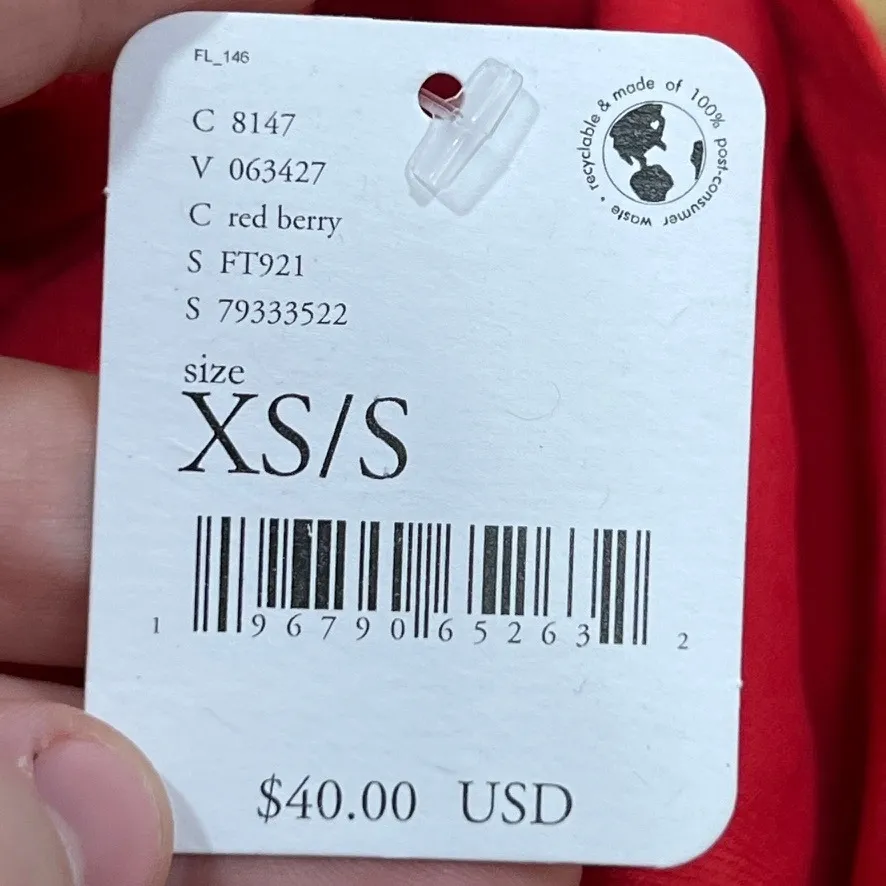 FL_146
recyclable & made of 100% post-consumer waste •
C 8147
V 063427
C red berry
S FT921
S 79333522
size
XS/S
1 96790 65263 2
$40.00 USD